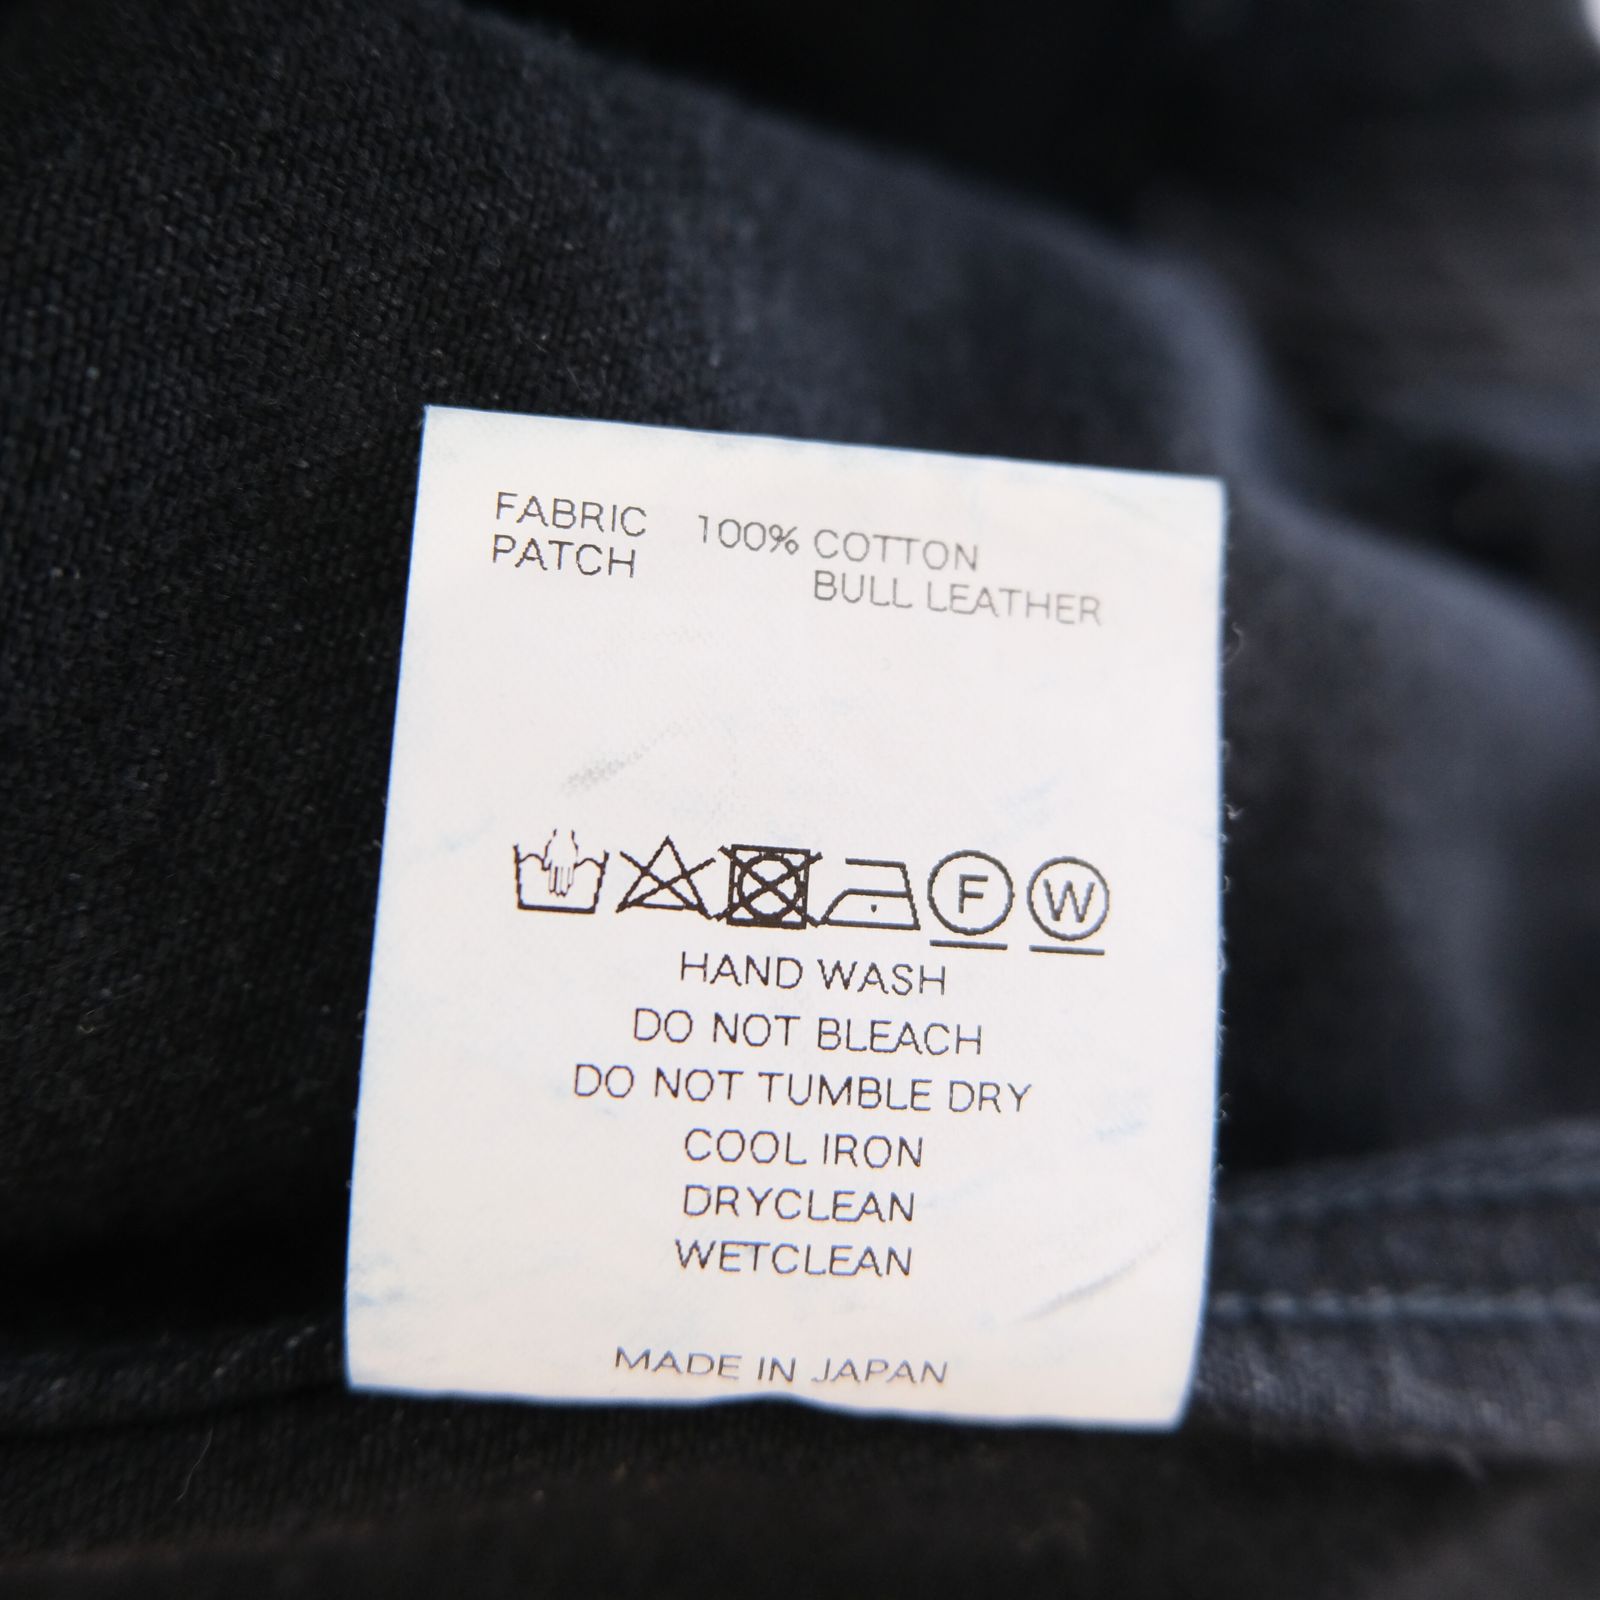 FABRIC 100% COTTON
PATCH BULL LEATHER
F W
HAND WASH
DO NOT BLEACH
DO NOT TUMBLE DRY
COOL IRON
DRYCLEAN
WETCLEAN
MADE IN JAPAN